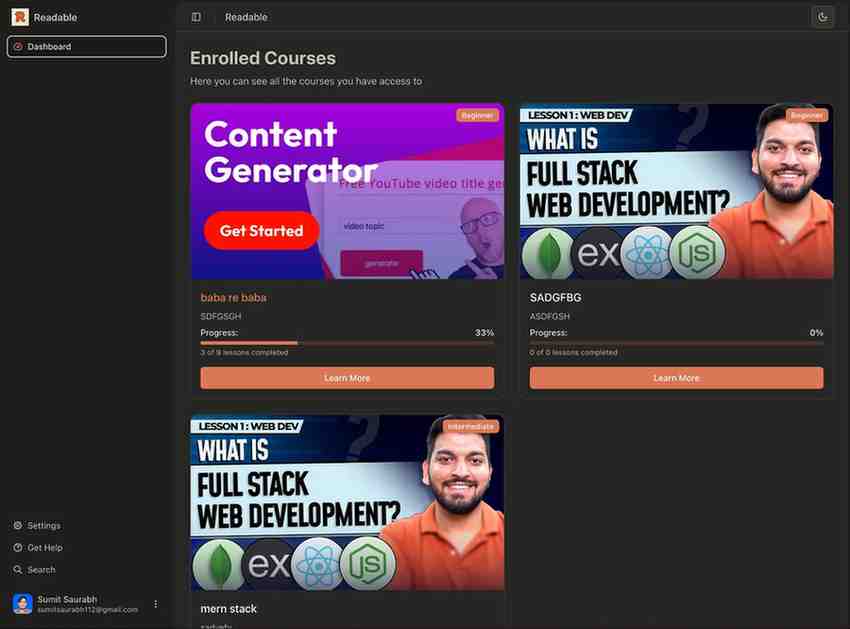 Readable
Readable
Dashboard
Enrolled Courses
Here you can see all the courses you have access to
Beginner
Content
Generator
Free YouTube video title ger
Get Started
video topic
generate
baba re baba
SDFGSGH
Progress:
33%
3 of 9 lessons completed
Learn More
Beginner
LESSON 1 : WEB DEV
WHAT IS
FULL STACK
WEB DEVELOPMENT?
ex
JS
SADGFBG
ASDFGSH
Progress:
0%
0 of 0 lessons completed
Learn More
Intermediate
LESSON 1 : WEB DEV
WHAT IS
FULL STACK
WEB DEVELOPMENT?
ex
JS
mern stack
Settings
Get Help
Search
Sumit Saurabh
sumitsaurabh112@gmail.com